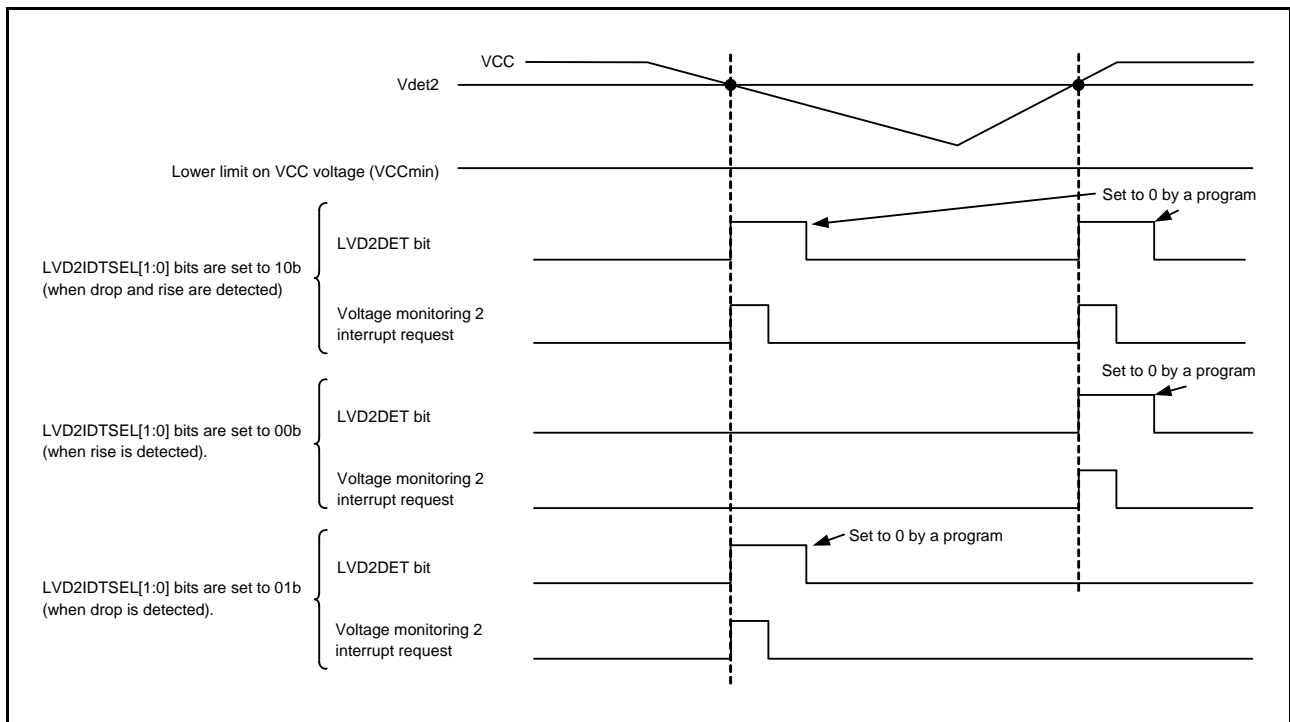 VCC
Vdet2
Lower limit on VCC voltage (VCCmin)
Set to 0 by a program
LVD2DET bit
LVD2IDTSEL[1:0] bits are set to 10b
(when drop and rise are detected)
Voltage monitoring 2
interrupt request
Set to 0 by a program
LVD2DET bit
LVD2IDTSEL[1:0] bits are set to 00b
(when rise is detected).
Voltage monitoring 2
interrupt request
Set to 0 by a program
LVD2DET bit
LVD2IDTSEL[1:0] bits are set to 01b
(when drop is detected).
Voltage monitoring 2
interrupt request